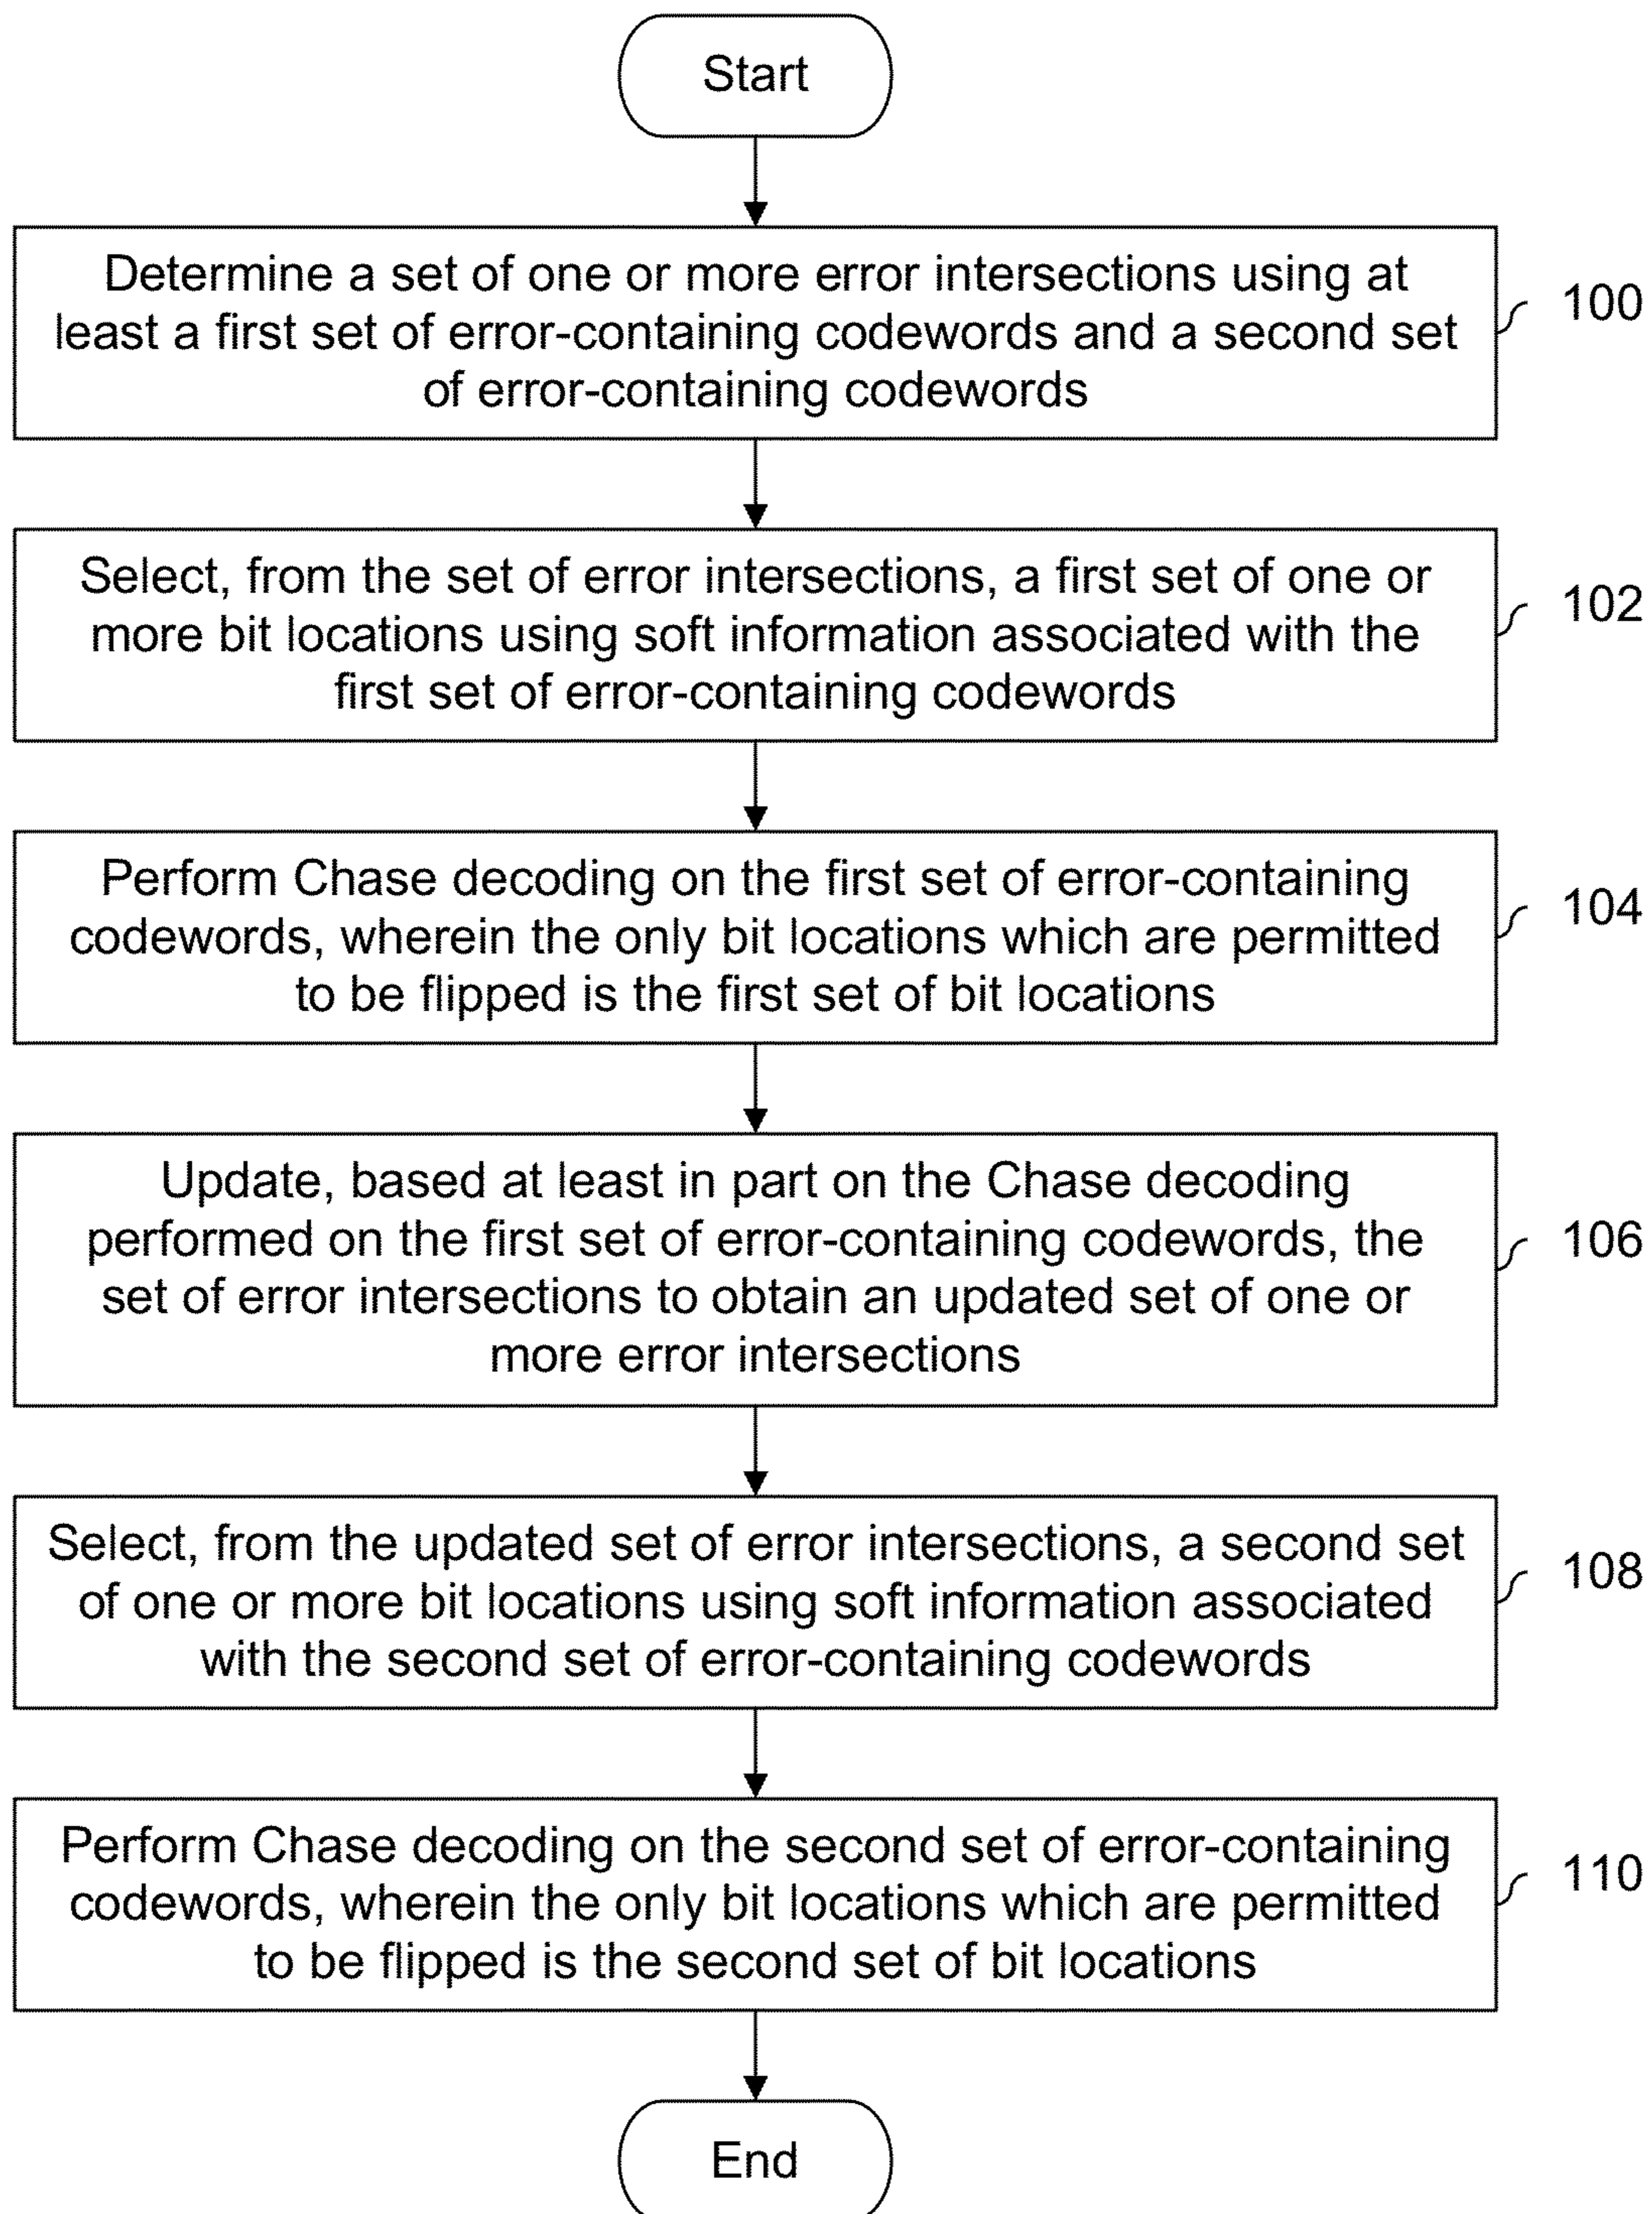 Start
Determine a set of one or more error intersections using at
least a first set of error-containing codewords and a second set
of error-containing codewords
100
Select, from the set of error intersections, a first set of one or
more bit locations using soft information associated with the
first set of error-containing codewords
102
Perform Chase decoding on the first set of error-containing
codewords, wherein the only bit locations which are permitted
to be flipped is the first set of bit locations
104
Update, based at least in part on the Chase decoding
performed on the first set of error-containing codewords, the
set of error intersections to obtain an updated set of one or
more error intersections
106
Select, from the updated set of error intersections, a second set
of one or more bit locations using soft information associated
with the second set of error-containing codewords
108
Perform Chase decoding on the second set of error-containing
codewords, wherein the only bit locations which are permitted
to be flipped is the second set of bit locations
110
End